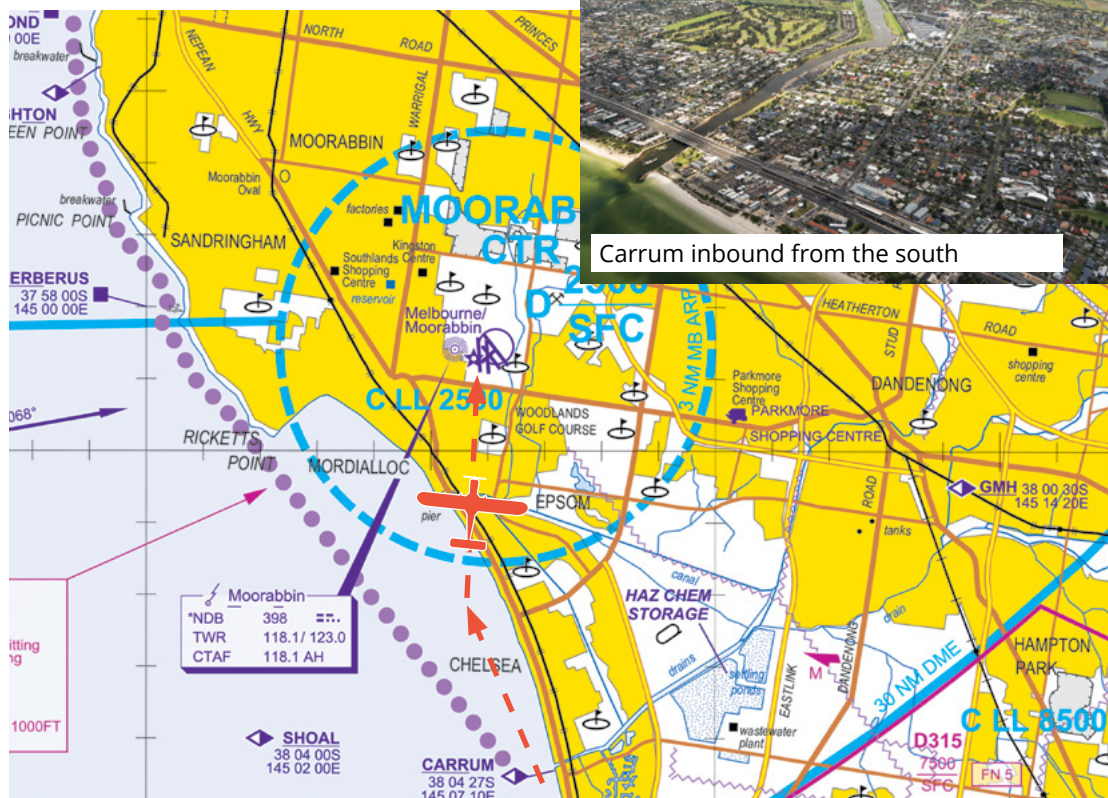 OND
00E
breakwater
HTON
EEN POINT
breakwater
PICNIC POINT
ERBERUS
37 58 00S
145 00 00E
068°
NEPEAN
HWY
NORTH ROAD
PRINCES
WARRIGAL
MOORABBIN
Moorabbin
Oval
factories
SANDRINGHAM
Southlands
Shopping
Centre
Kingston
Centre
reservoir
Melbourne/
Moorabbin
MOORAB
CTR
D
2500
SFC
3 NM MB ARP
C LL 2500
Carrum inbound from the south
HEATHERTON
ROAD
STUD
shopping
centre
Parkmore
Shopping
Centre
PARKMORE
SHOPPING CENTRE
DANDENONG
WOODLANDS
GOLF COURSE
RICKETTS
POINT
MORDIALLOC
pier
EPSOM
GMH 38 00 30S
145 14 20E
ROAD
tanks
canal
HAZ CHEM
STORAGE
drain
drains
settling
ponds
wastewater
plant
EASTLINK
DANDENONG
M
30 NM DME
HAMPTON
PARK
C LL 8500
D315
7500
SFC
FN 5
Moorabbin
*NDB 398
TWR 118.1/ 123.0
CTAF 118.1 AH
CHELSEA
itting
ng
1000FT
SHOAL
38 04 00S
145 02 00E
CARRUM
38 04 27S
145 07 10E